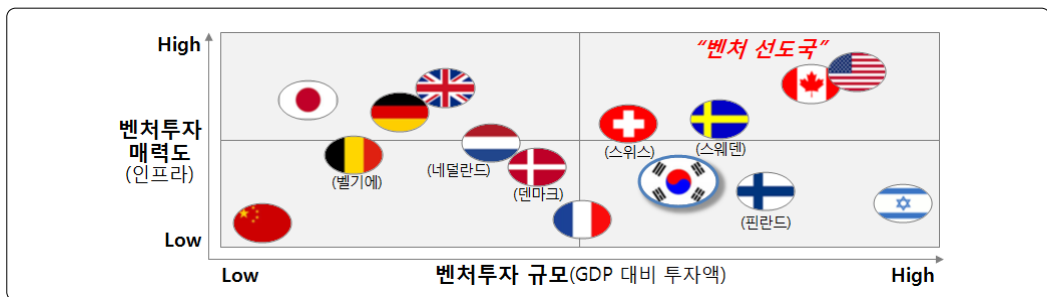 High
“벤처 선도국”
벤처투자
매력도
(인프라)
(스위스)
(스웨덴)
(벨기에)
(네덜란드)
(덴마크)
(핀란드)
Low
Low
벤처투자 규모(GDP 대비 투자액)
High